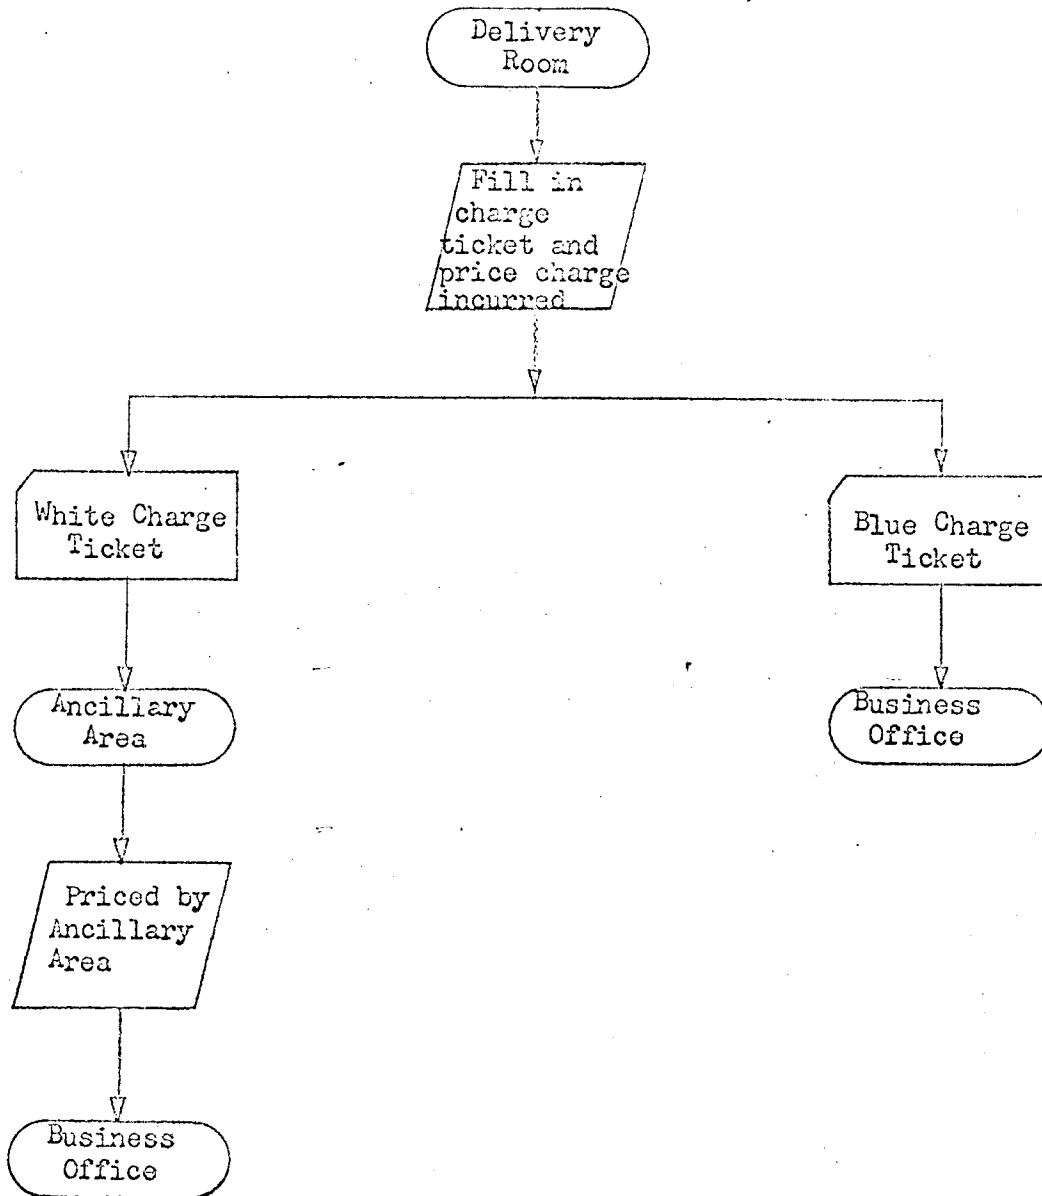 Delivery
Room
Fill in
charge
ticket and
price charge
incurred
White Charge
Ticket
Blue Charge
Ticket
Ancillary
Area
Business
Office
Priced by
Ancillary
Area
Business
Office